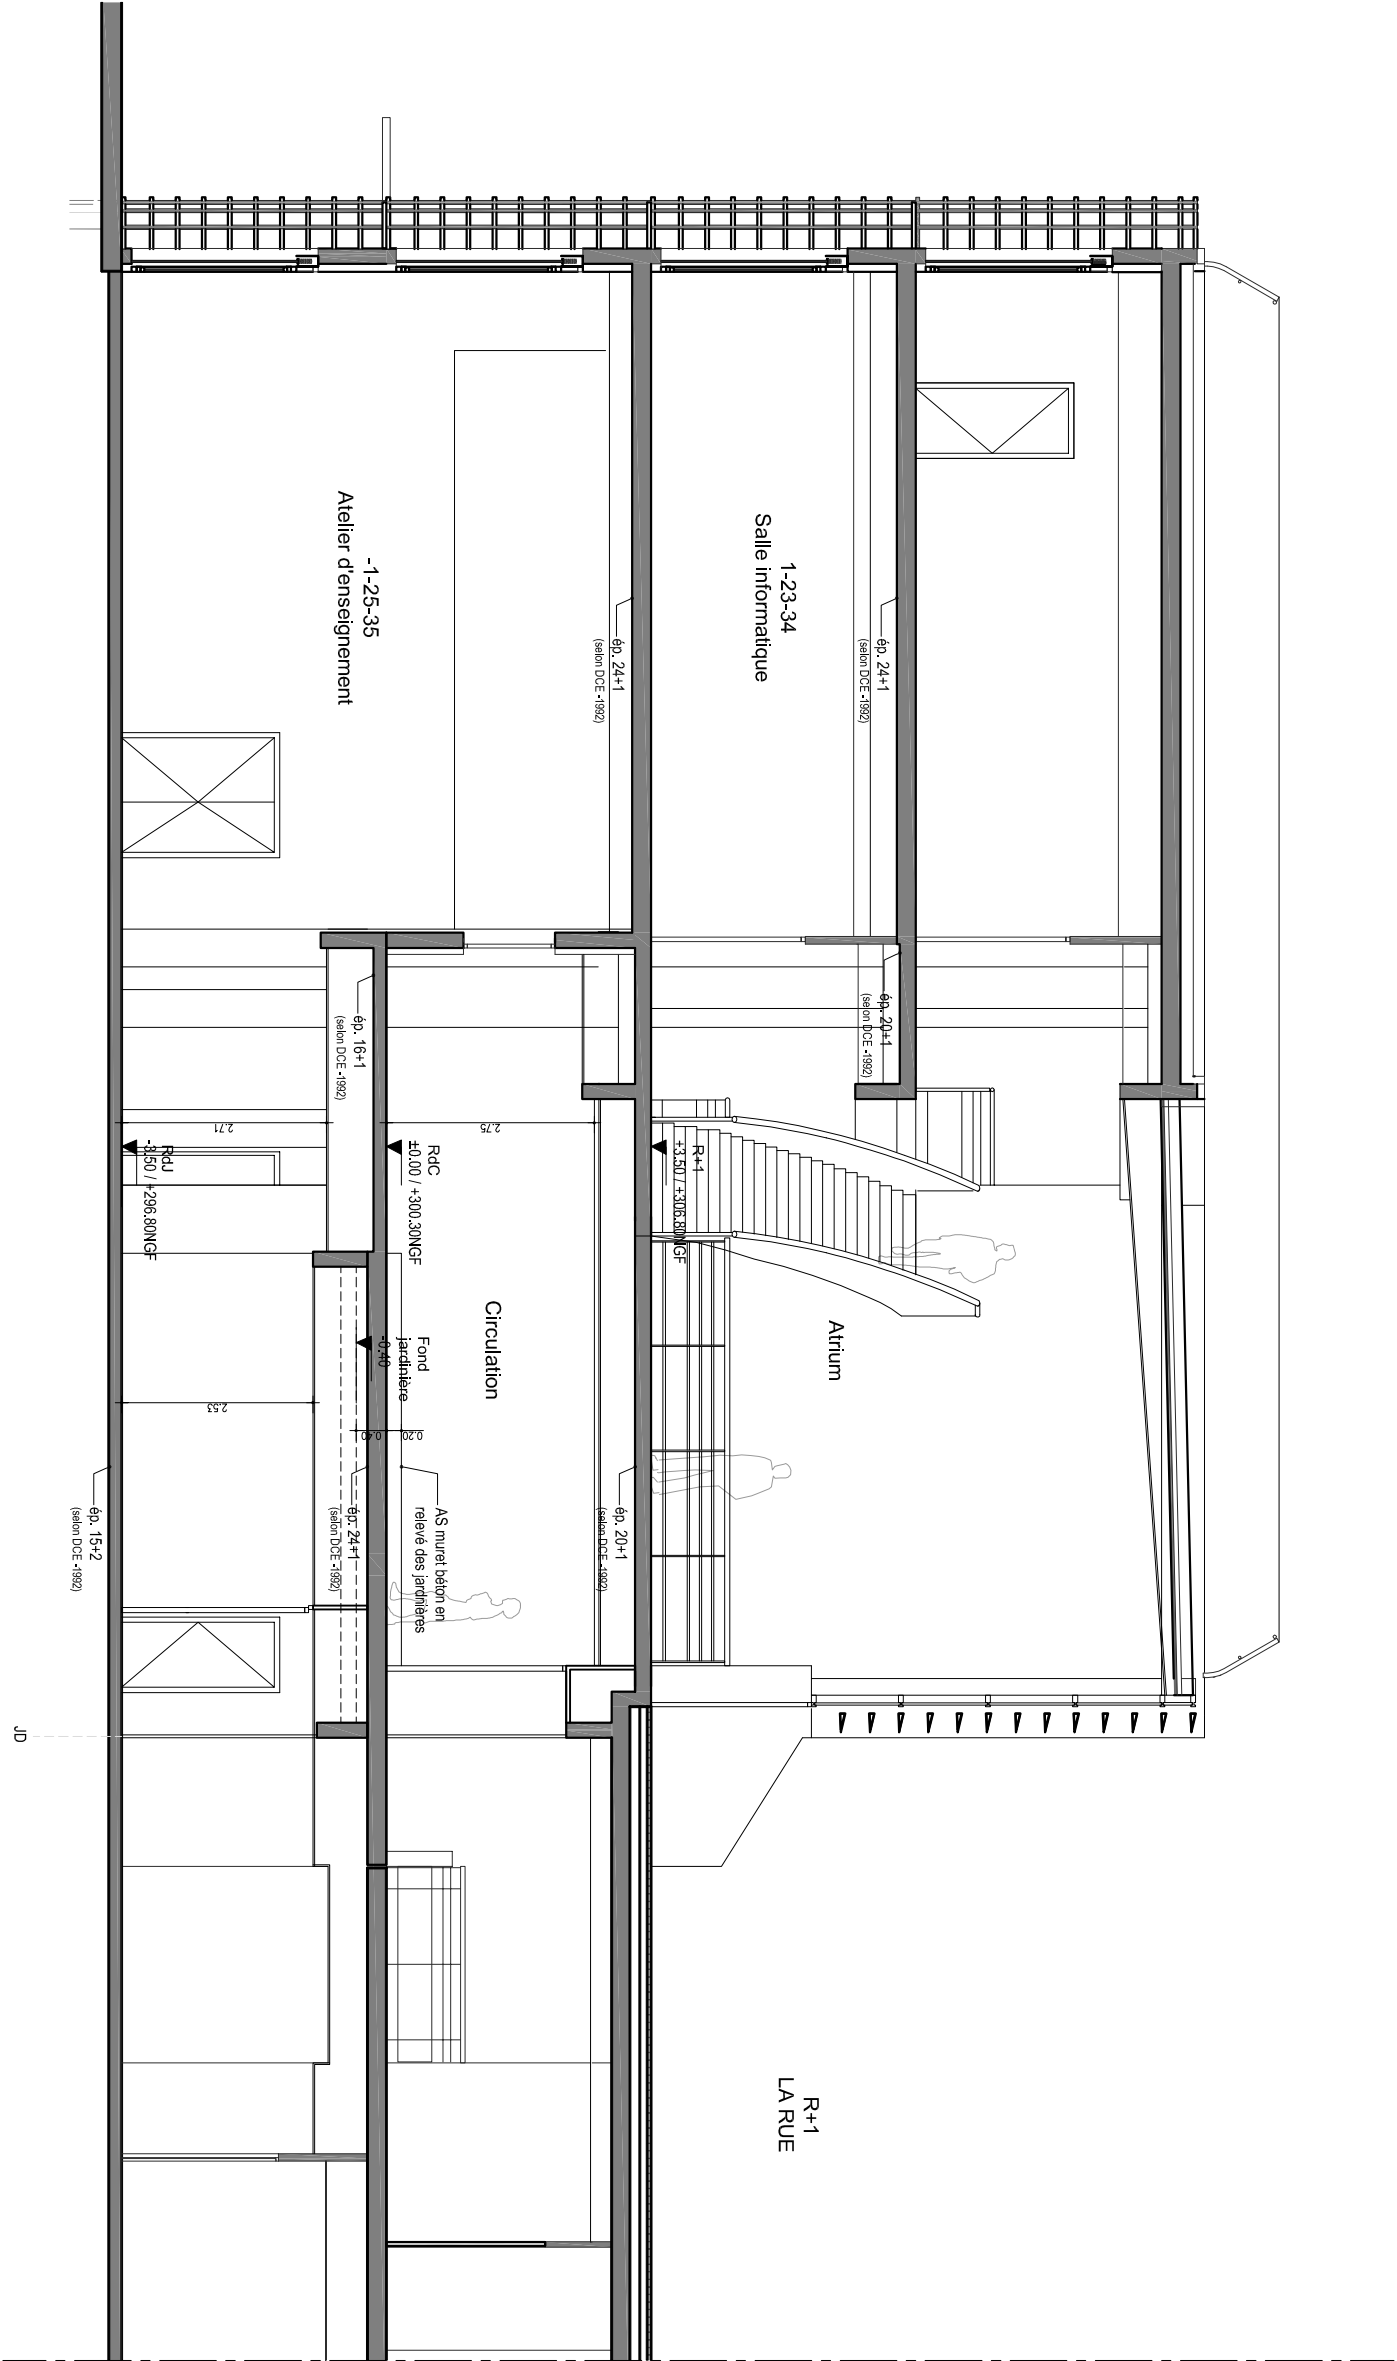 1-23-34
Salle informatique
-1-25-35
Atelier d'enseignement
ép. 24+1
(selon DCE -1992)
ép. 24+1
(selon DCE -1992)
ép. 20+1
(selon DCE -1992)
ép. 16+1
(selon DCE -1992)
2.71
2.75
R+1
+3.50 / +306.80NGF
RdC
±0.00 / +300.30NGF
RdJ
-3.50 / +296.80NGF
Atrium
Circulation
Fond
jardinière
-0.40
2.53
0.40
0.20
AS muret béton en
relevé des jardinières
ép. 20+1
(selon DCE -1992)
ép. 24+1
(selon DCE -1992)
ép. 15+2
(selon DCE -1992)
JD
R+1
LA RUE